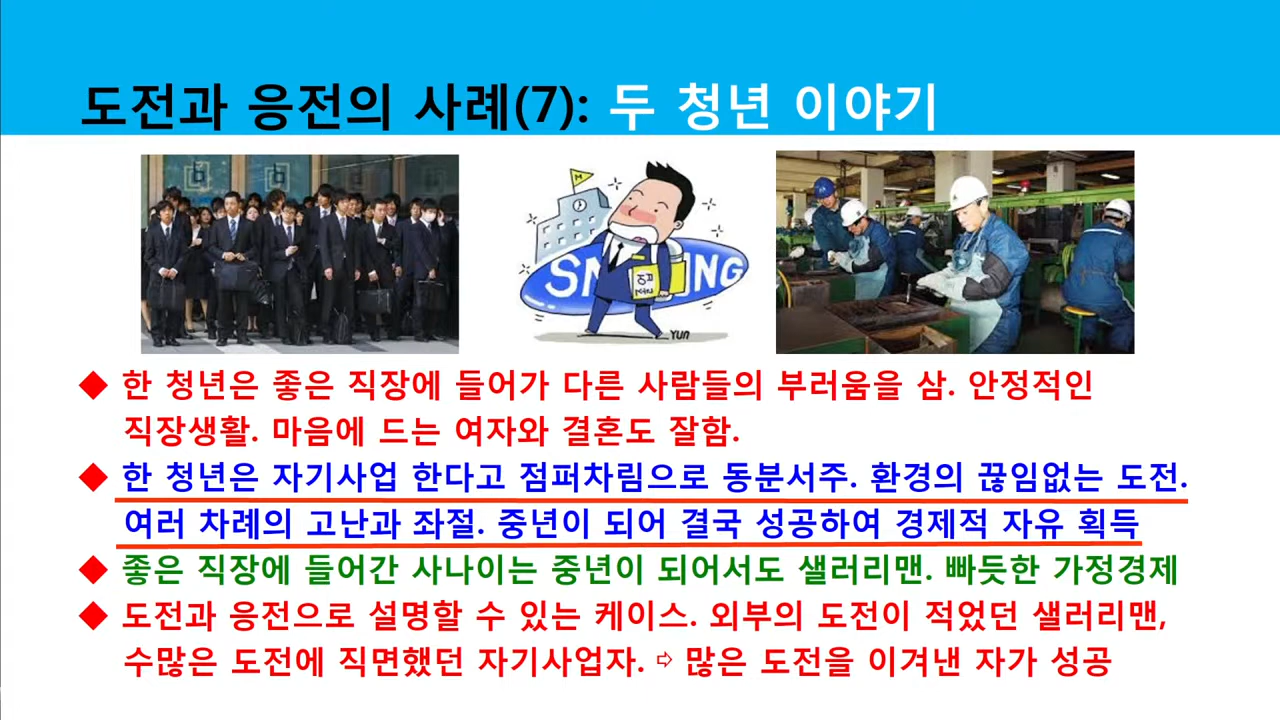 도전과 응전의 사례(7): 두 청년 이야기
YUN
◆ 한 청년은 좋은 직장에 들어가 다른 사람들의 부러움을 삼. 안정적인
직장생활. 마음에 드는 여자와 결혼도 잘함.
◆ 한 청년은 자기사업 한다고 점퍼차림으로 동분서주. 환경의 끊임없는 도전.
여러 차례의 고난과 좌절. 중년이 되어 결국 성공하여 경제적 자유 획득
◆ 좋은 직장에 들어간 사나이는 중년이 되어서도 샐러리맨. 빠듯한 가정경제
◆ 도전과 응전으로 설명할 수 있는 케이스. 외부의 도전이 적었던 샐러리맨,
수많은 도전에 직면했던 자기사업자. ⇨ 많은 도전을 이겨낸 자가 성공